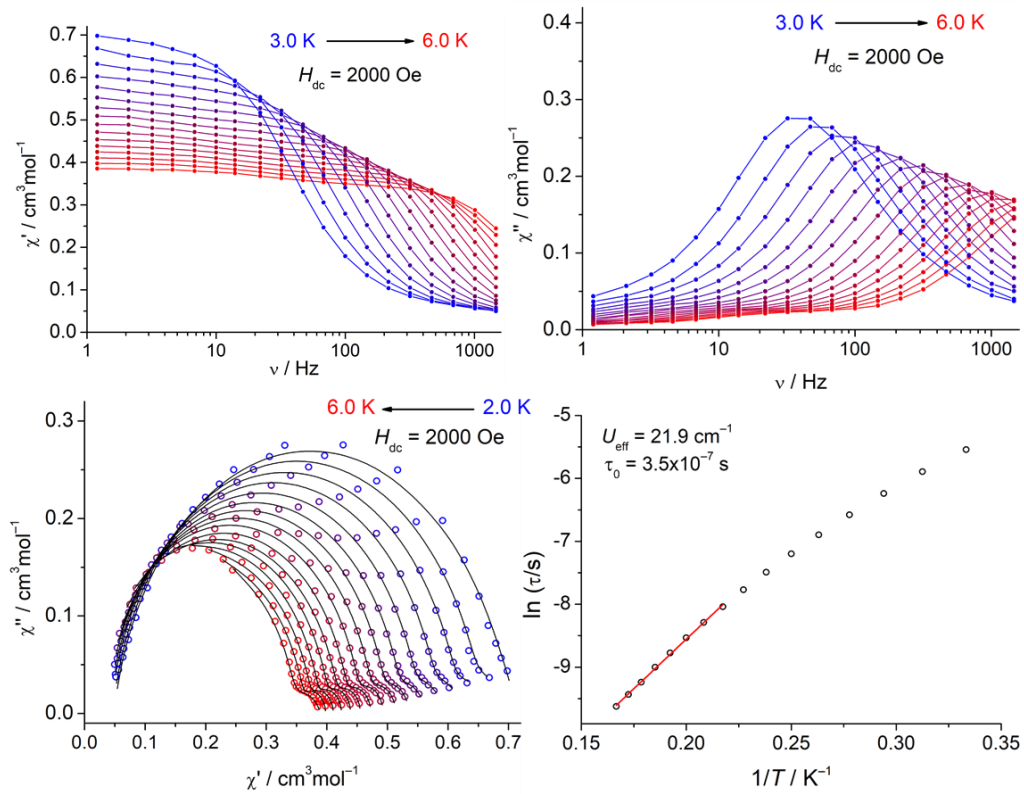 3.0 K 6.0 K
H_dc = 2000 Oe
χ' / cm³mol⁻¹
0.7
0.6
0.5
0.4
0.3
0.2
0.1
0.0
1 10 100 1000
ν / Hz
3.0 K 6.0 K
H_dc = 2000 Oe
χ'' / cm³mol⁻¹
0.4
0.3
0.2
0.1
0.0
1 10 100 1000
ν / Hz
6.0 K 2.0 K
H_dc = 2000 Oe
χ'' / cm³mol⁻¹
0.3
0.2
0.1
0.0
0.0 0.1 0.2 0.3 0.4 0.5 0.6 0.7
χ' / cm³mol⁻¹
U_eff = 21.9 cm⁻¹
τ₀ = 3.5x10⁻⁷ s
ln (τ/s)
-5
-6
-7
-8
-9
0.15 0.20 0.25 0.30 0.35
1/T / K⁻¹